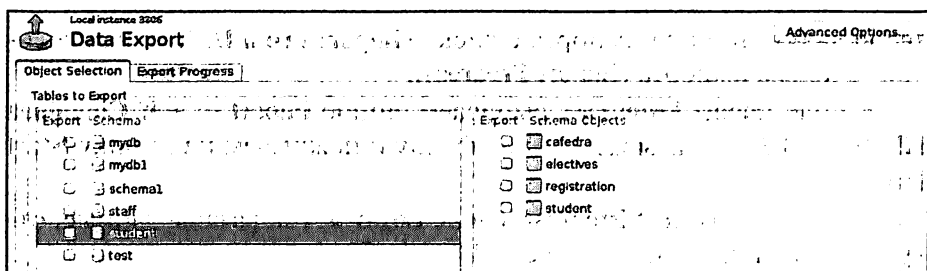 Local instance 3306
Data Export
Advanced Options...
Object Selection
Export Progress
Tables to Export
Export Schema
mydb
mydb1
schema1
staff
student
test
Export Schema Objects
cafedra
electives
registration
student